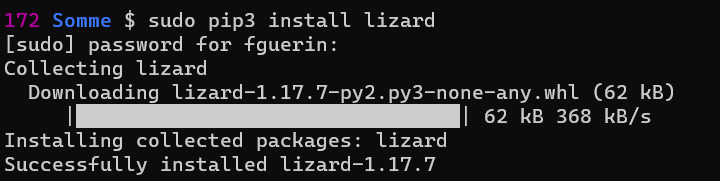 172 Somme $ sudo pip3 install lizard
[sudo] password for fguerin:
Collecting lizard
  Downloading lizard-1.17.7-py2.py3-none-any.whl (62 kB)
     |████████████████████████████████| 62 kB 368 kB/s
Installing collected packages: lizard
Successfully installed lizard-1.17.7